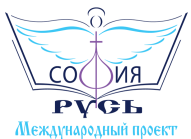 СОФИЯ
РУСЬ
Международный проект